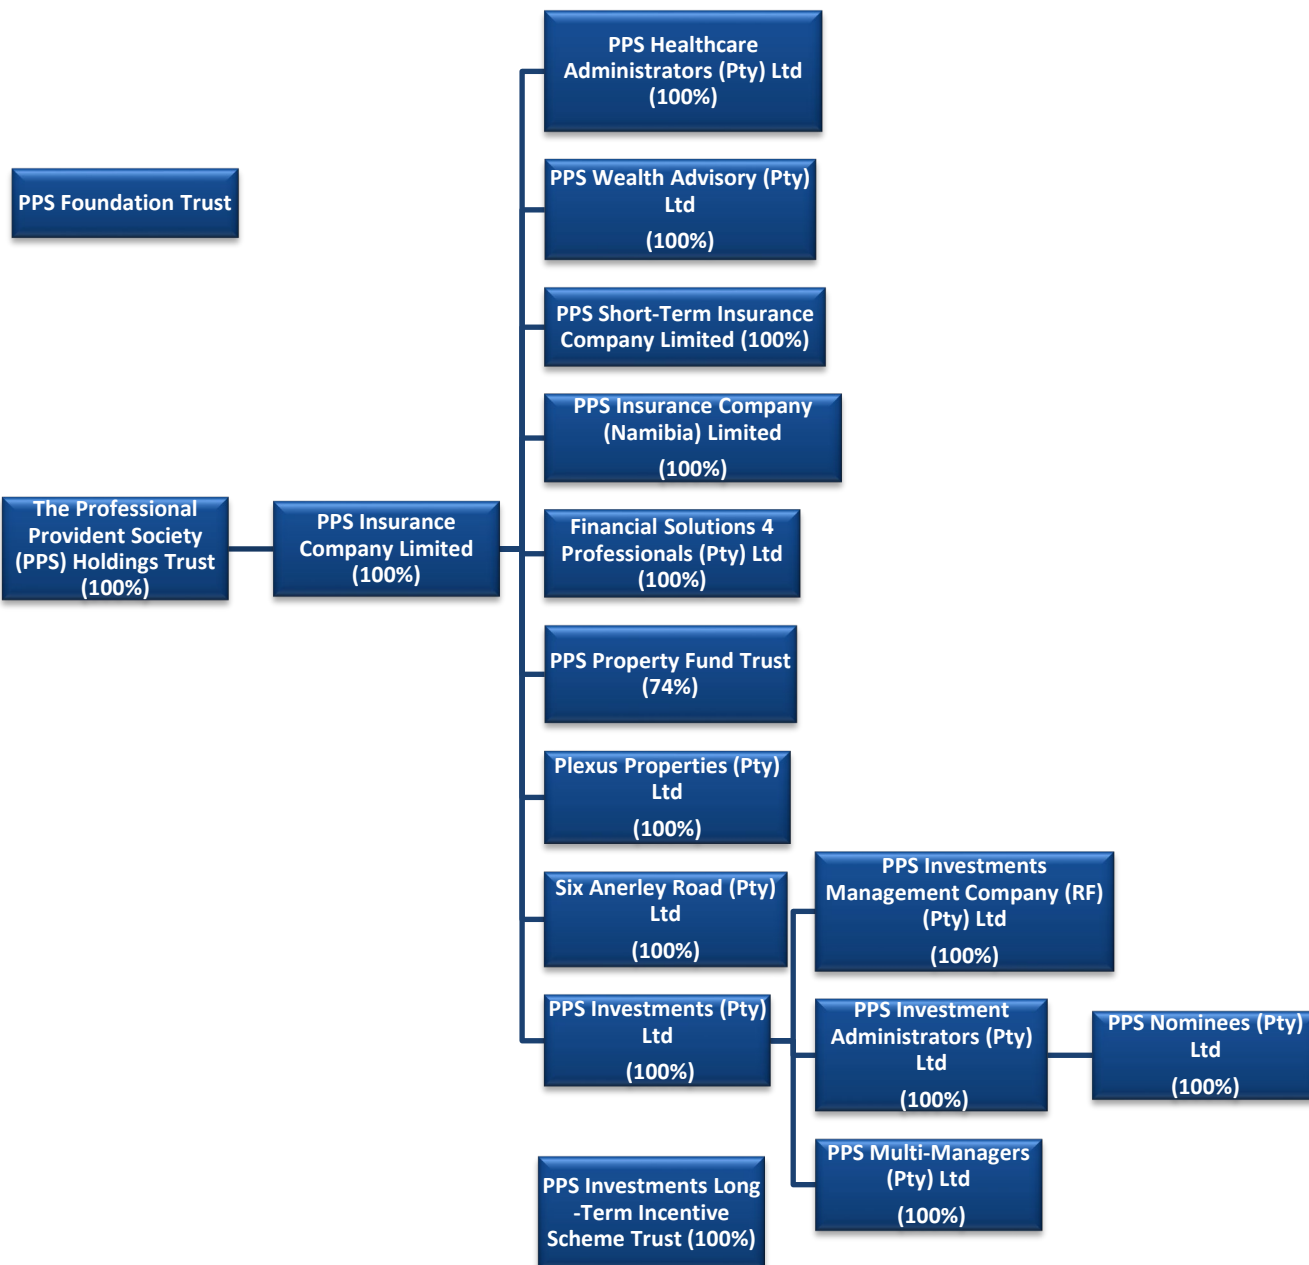 PPS Healthcare
Administrators (Pty) Ltd
(100%)
PPS Foundation Trust
PPS Wealth Advisory (Pty)
Ltd
(100%)
PPS Short-Term Insurance
Company Limited (100%)
PPS Insurance Company
(Namibia) Limited
(100%)
The Professional
Provident Society
(PPS) Holdings Trust
(100%)
PPS Insurance
Company Limited
(100%)
Financial Solutions 4
Professionals (Pty) Ltd
(100%)
PPS Property Fund Trust
(74%)
Plexus Properties (Pty)
Ltd
(100%)
Six Anerley Road (Pty)
Ltd
(100%)
PPS Investments
Management Company (RF)
(Pty) Ltd
(100%)
PPS Investments (Pty)
Ltd
(100%)
PPS Investment
Administrators (Pty)
Ltd
(100%)
PPS Nominees (Pty)
Ltd
(100%)
PPS Multi-Managers
(Pty) Ltd
(100%)
PPS Investments Long
-Term Incentive
Scheme Trust (100%)